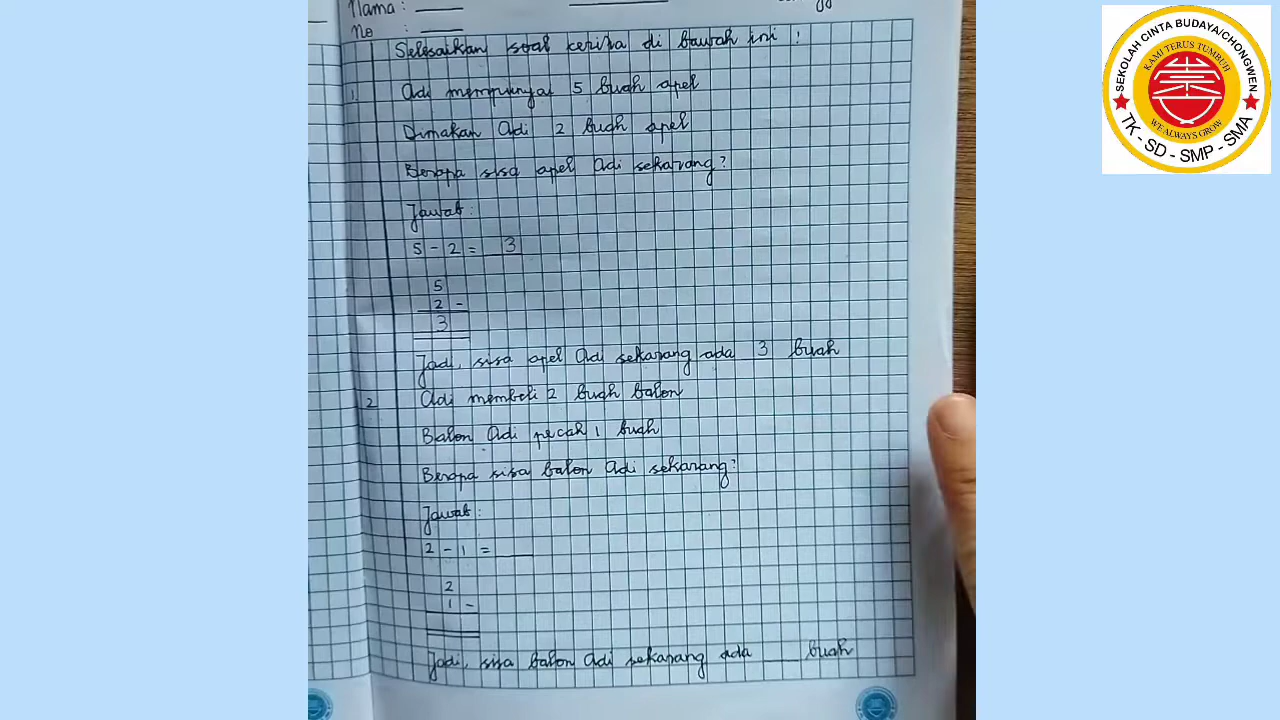 Nama :
No :
Selesaikan soal cerita di bawah ini !
Adi mempunyai 5 buah apel
Dimakan Adi 2 buah apel
Berapa sisa apel Adi sekarang ?
Jawab :
5 - 2 = 3
5
2 -
3
Jadi, sisa apel Adi sekarang ada 3 buah
2 Adi membeli 2 buah balon
Balon Adi pecah 1 buah
Berapa sisa balon Adi sekarang ?
Jawab :
2 - 1 = ___
2
1 -
Jadi, sisa balon Adi sekarang ada ___ buah
SEKOLAH CINTA BUDAYA/CHONGWEN
KAMI TERUS TUMBUH
WE ALWAYS GROW
TK - SD - SMP - SMA